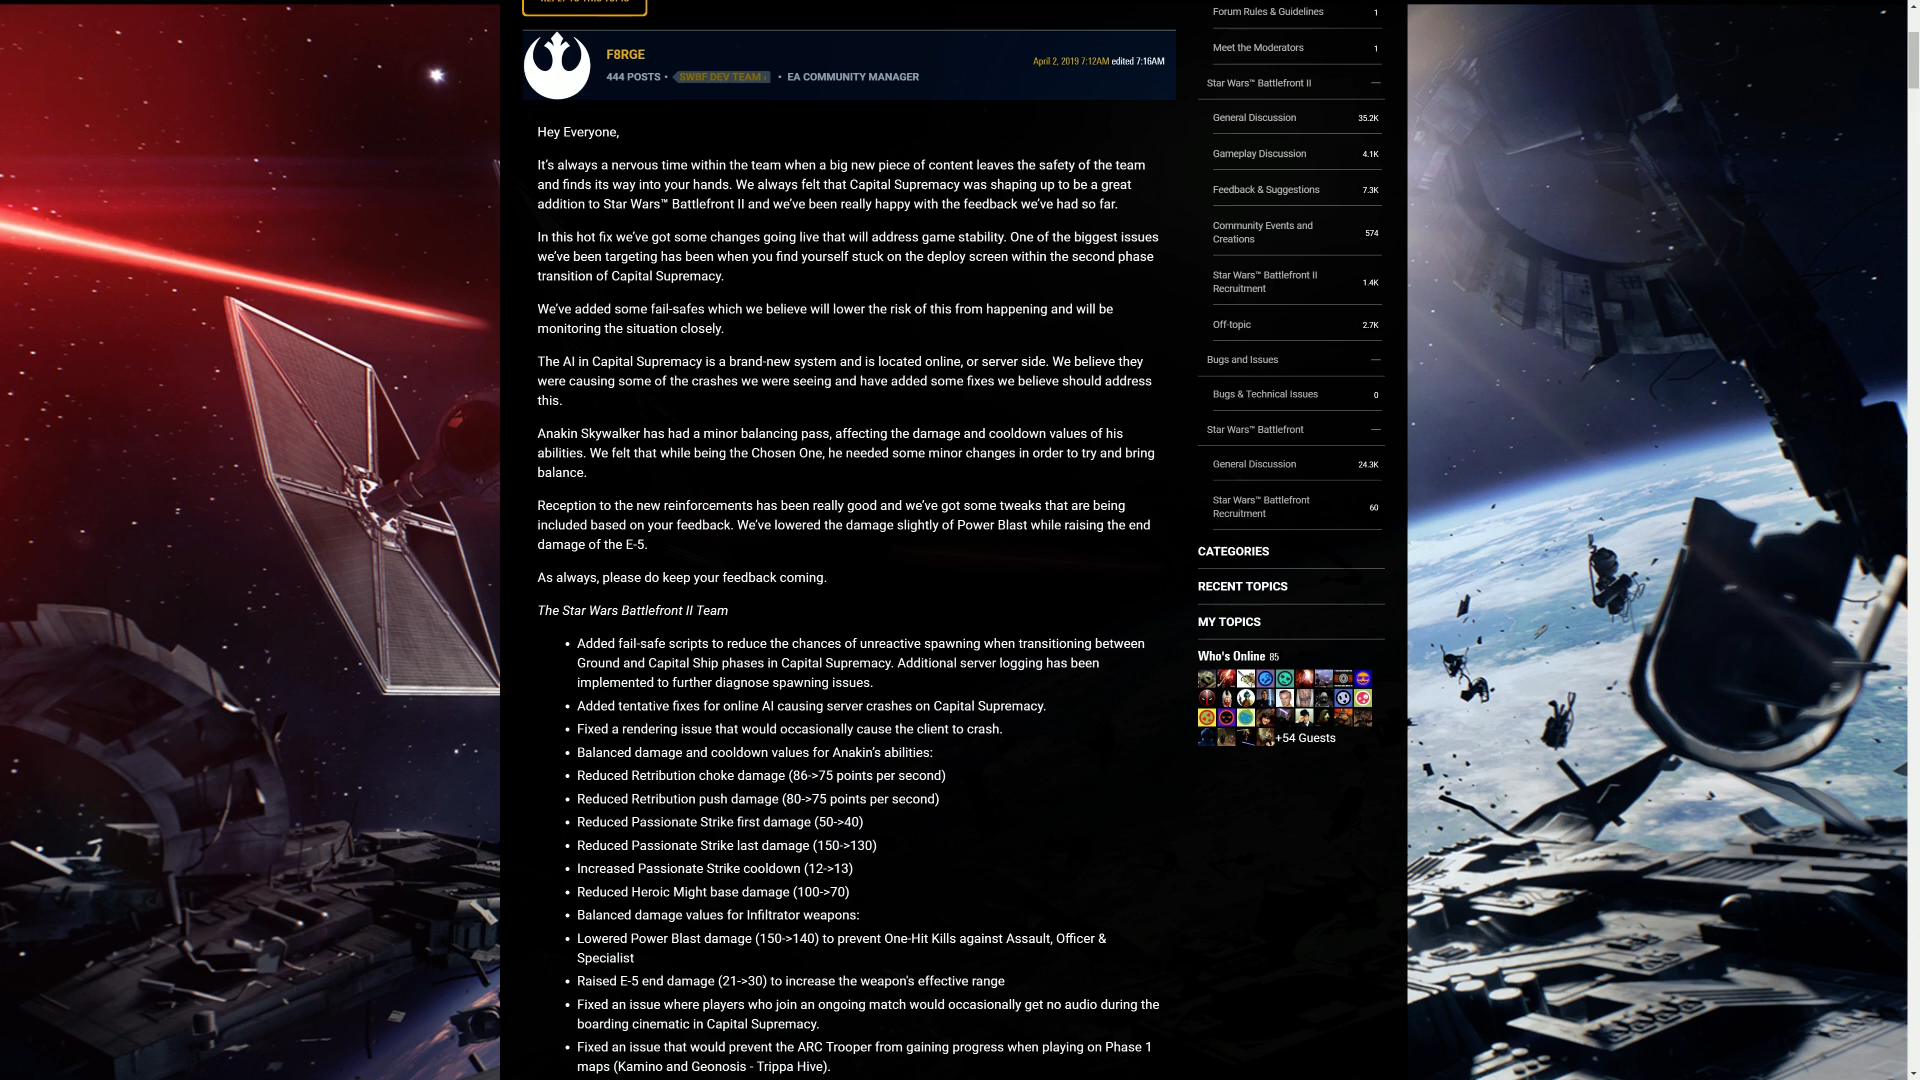 F8RGE
444 POSTS • SWBF DEV TEAM • EA COMMUNITY MANAGER
April 2, 2019 7:12AM edited 7:16AM
Hey Everyone,
It’s always a nervous time within the team when a big new piece of content leaves the safety of the team
and finds its way into your hands. We always felt that Capital Supremacy was shaping up to be a great
addition to Star Wars™ Battlefront II and we’ve been really happy with the feedback we’ve had so far.
In this hot fix we’ve got some changes going live that will address game stability. One of the biggest issues
we’ve been targeting has been when you find yourself stuck on the deploy screen within the second phase
transition of Capital Supremacy.
We’ve added some fail-safes which we believe will lower the risk of this from happening and will be
monitoring the situation closely.
The AI in Capital Supremacy is a brand-new system and is located online, or server side. We believe they
were causing some of the crashes we were seeing and have added some fixes we believe should address
this.
Anakin Skywalker has had a minor balancing pass, affecting the damage and cooldown values of his
abilities. We felt that while being the Chosen One, he needed some minor changes in order to try and bring
balance.
Reception to the new reinforcements has been really good and we’ve got some tweaks that are being
included based on your feedback. We’ve lowered the damage slightly of Power Blast while raising the end
damage of the E-5.
As always, please do keep your feedback coming.
The Star Wars Battlefront II Team
• Added fail-safe scripts to reduce the chances of unreactive spawning when transitioning between
Ground and Capital Ship phases in Capital Supremacy. Additional server logging has been
implemented to further diagnose spawning issues.
• Added tentative fixes for online AI causing server crashes on Capital Supremacy.
• Fixed a rendering issue that would occasionally cause the client to crash.
• Balanced damage and cooldown values for Anakin’s abilities:
• Reduced Retribution choke damage (86->75 points per second)
• Reduced Retribution push damage (80->75 points per second)
• Reduced Passionate Strike first damage (50->40)
• Reduced Passionate Strike last damage (150->130)
• Increased Passionate Strike cooldown (12->13)
• Reduced Heroic Might base damage (100->70)
• Balanced damage values for Infiltrator weapons:
• Lowered Power Blast damage (150->140) to prevent One-Hit Kills against Assault, Officer &
Specialist
• Raised E-5 end damage (21->30) to increase the weapon's effective range
• Fixed an issue where players who join an ongoing match would occasionally get no audio during the
boarding cinematic in Capital Supremacy.
• Fixed an issue that would prevent the ARC Trooper from gaining progress when playing on Phase 1
maps (Kamino and Geonosis - Trippa Hive).
Forum Rules & Guidelines 1
Meet the Moderators 1
Star Wars™ Battlefront II —
General Discussion 35.2K
Gameplay Discussion 4.1K
Feedback & Suggestions 7.3K
Community Events and
Creations 574
Star Wars™ Battlefront II
Recruitment 1.4K
Off-topic 2.7K
Bugs and Issues —
Bugs & Technical Issues 0
Star Wars™ Battlefront —
General Discussion 24.3K
Star Wars™ Battlefront
Recruitment 60
CATEGORIES
RECENT TOPICS
MY TOPICS
Who's Online 85
+54 Guests